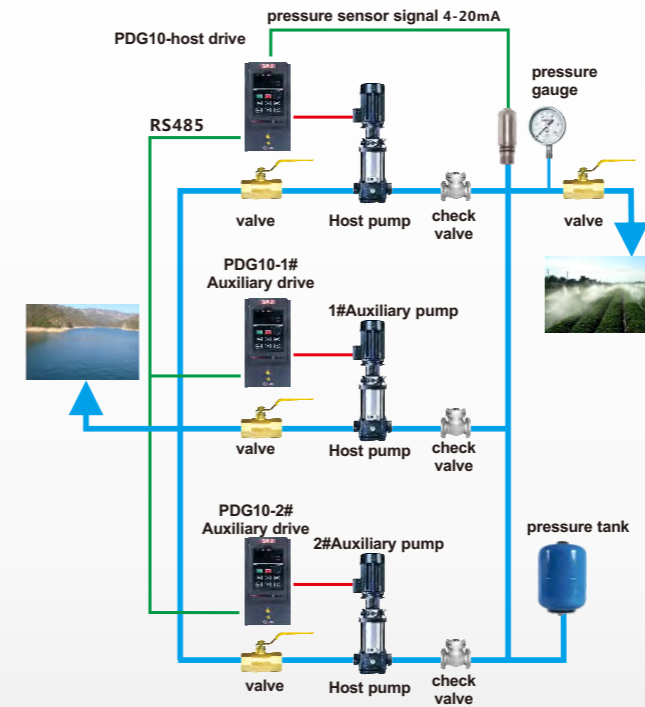 pressure sensor signal 4-20mA
PDG10-host drive
pressure
gauge
RS485
valve
Host pump
check
valve
valve
PDG10-1#
Auxiliary drive
1#Auxiliary pump
valve
Host pump
check
valve
PDG10-2#
Auxiliary drive
2#Auxiliary pump
pressure tank
valve
Host pump
check
valve